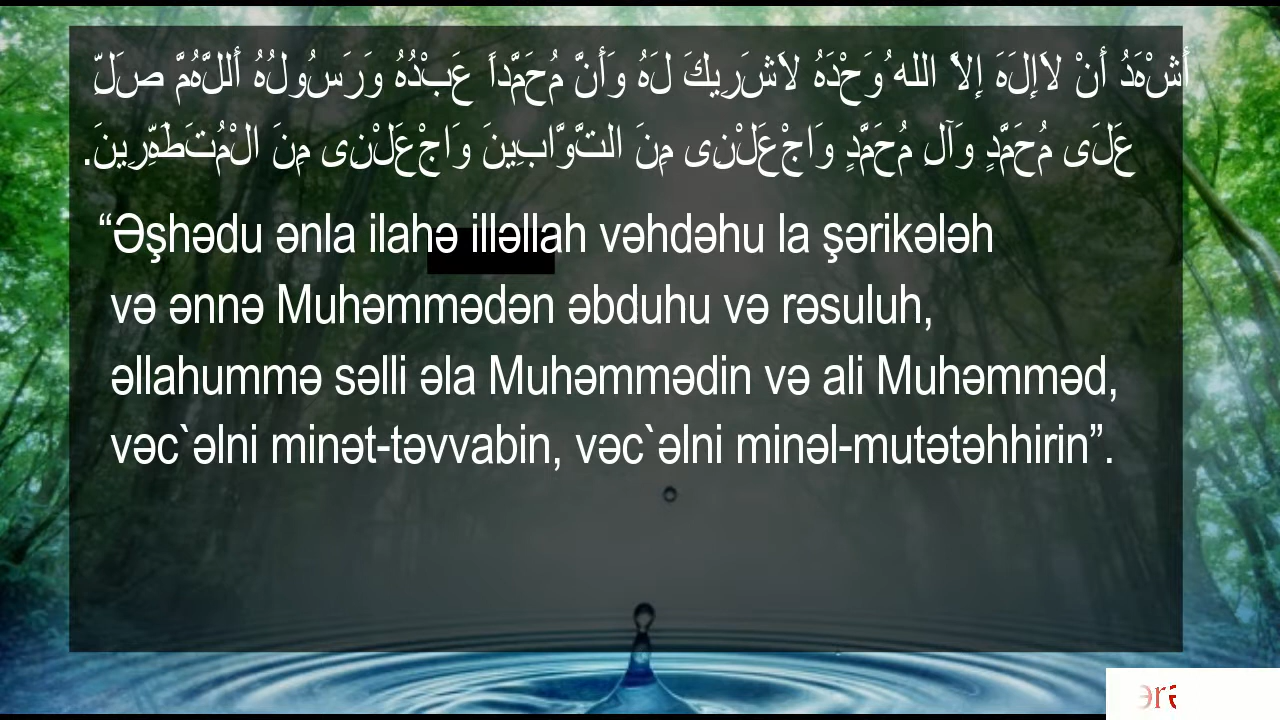 أَشْهَدُ أَنْ لاَإِلَهَ إِلاَّ اللهُ وَحْدَهُ لاَشَرِيكَ لَهُ وَأَنَّ مُحَمَّداً عَبْدُهُ وَرَسُولُهُ أَللَّهُمَّ صَلِّ
عَلَى مُحَمَّدٍ وَآلِ مُحَمَّدٍ وَاجْعَلْنِى مِنَ التَّوَّابِينَ وَاجْعَلْنِى مِنَ الْمُتَطَهِّرِينَ.
“Əşhədu ənla ilahə illəllah vəhdəhu la şərikələh
və ənnə Muhəmmədən əbduhu və rəsuluh,
əllahummə səlli əla Muhəmmədin və ali Muhəmməd,
vəc`əlni minət-təvvabin, vəc`əlni minəl-mutətəhhirin”.